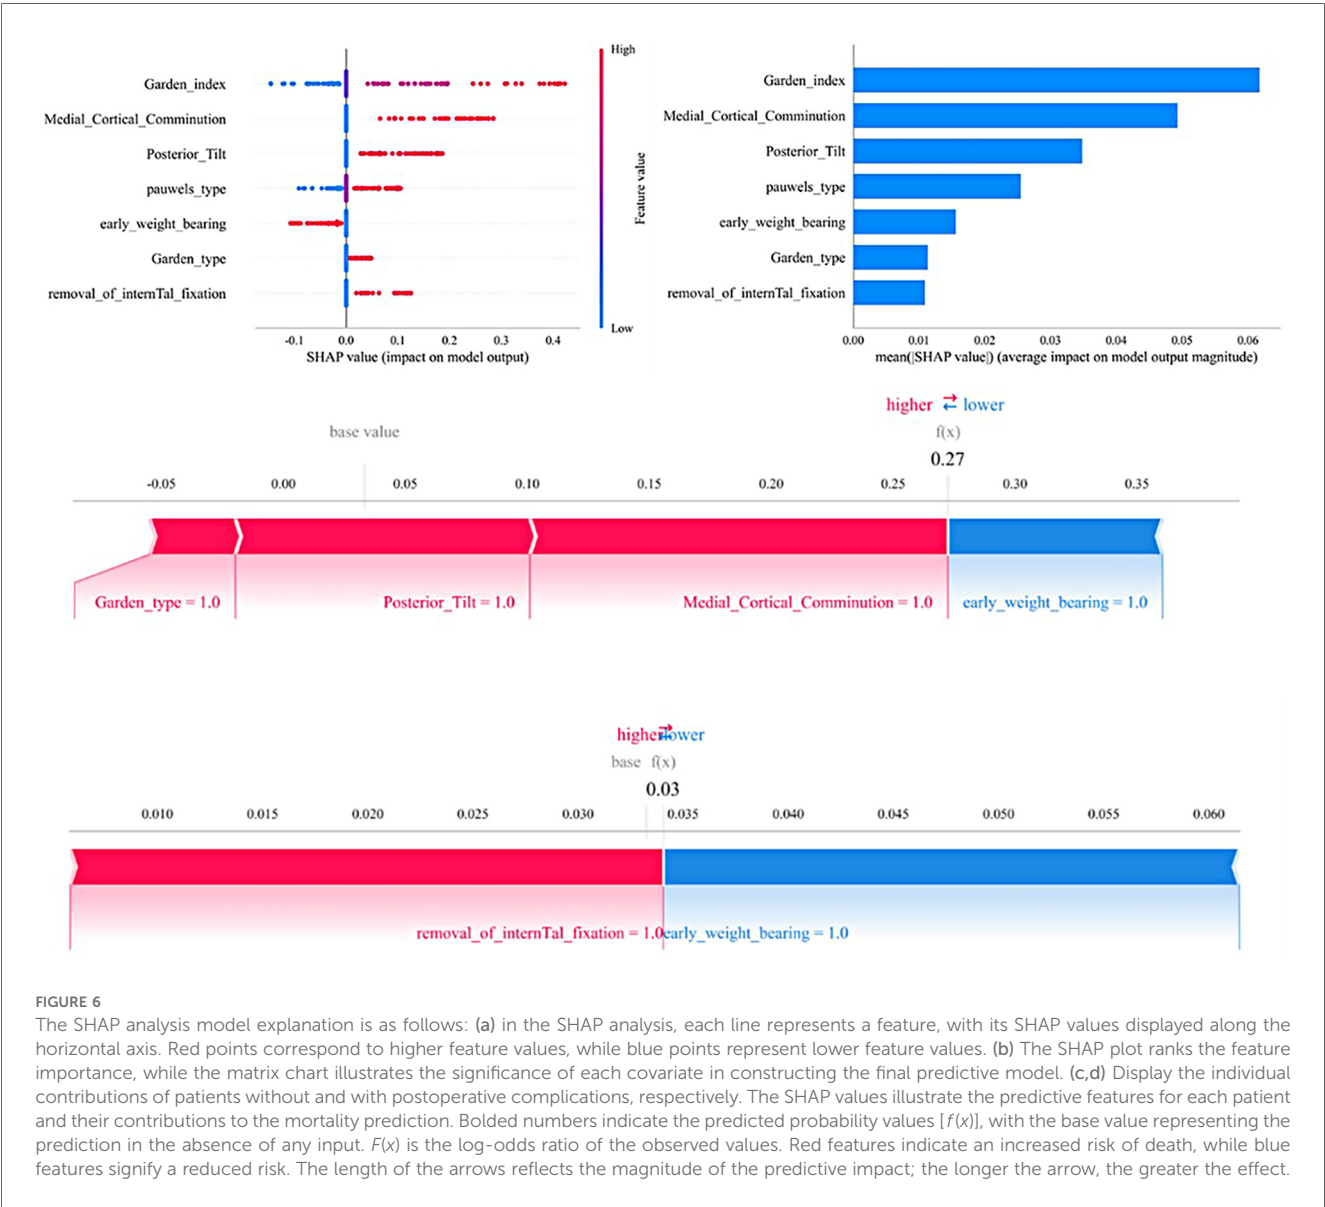 High
Garden_index
Medial_Cortical_Comminution
Posterior_Tilt
pauwels_type
early_weight_bearing
Garden_type
removal_of_internTal_fixation
Low
Feature value
-0.1 0.0 0.1 0.2 0.3 0.4
SHAP value (impact on model output)
Garden_index
Medial_Cortical_Comminution
Posterior_Tilt
pauwels_type
early_weight_bearing
Garden_type
removal_of_internTal_fixation
0.00 0.01 0.02 0.03 0.04 0.05 0.06
mean(|SHAP value|) (average impact on model output magnitude)
higher ⇄ lower
base value f(x)
0.27
-0.05 0.00 0.05 0.10 0.15 0.20 0.25 0.30 0.35
Garden_type = 1.0 Posterior_Tilt = 1.0 Medial_Cortical_Comminution = 1.0 early_weight_bearing = 1.0
higher ⇄ lower
base f(x)
0.03
0.010 0.015 0.020 0.025 0.030 0.035 0.040 0.045 0.050 0.055 0.060
removal_of_internTal_fixation = 1.0 early_weight_bearing = 1.0
FIGURE 6
The SHAP analysis model explanation is as follows: (a) in the SHAP analysis, each line represents a feature, with its SHAP values displayed along the
horizontal axis. Red points correspond to higher feature values, while blue points represent lower feature values. (b) The SHAP plot ranks the feature
importance, while the matrix chart illustrates the significance of each covariate in constructing the final predictive model. (c,d) Display the individual
contributions of patients without and with postoperative complications, respectively. The SHAP values illustrate the predictive features for each patient
and their contributions to the mortality prediction. Bolded numbers indicate the predicted probability values [f(x)], with the base value representing the
prediction in the absence of any input. F(x) is the log-odds ratio of the observed values. Red features indicate an increased risk of death, while blue
features signify a reduced risk. The length of the arrows reflects the magnitude of the predictive impact; the longer the arrow, the greater the effect.